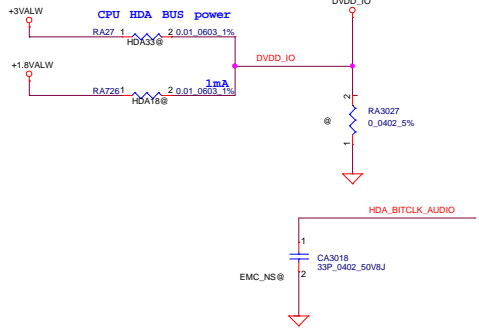 DVDD_IO
+3VALW
CPU HDA BUS power
RA27 1 2 0.01_0603_1%
HDA33@
DVDD_IO
+1.8VALW
1mA
RA726 1 2 0.01_0603_1%
HDA18@
2
RA3027
@
0_0402_5%
1
HDA_BITCLK_AUDIO
1
CA3018
33P_0402_50V8J
EMC_NS@
2